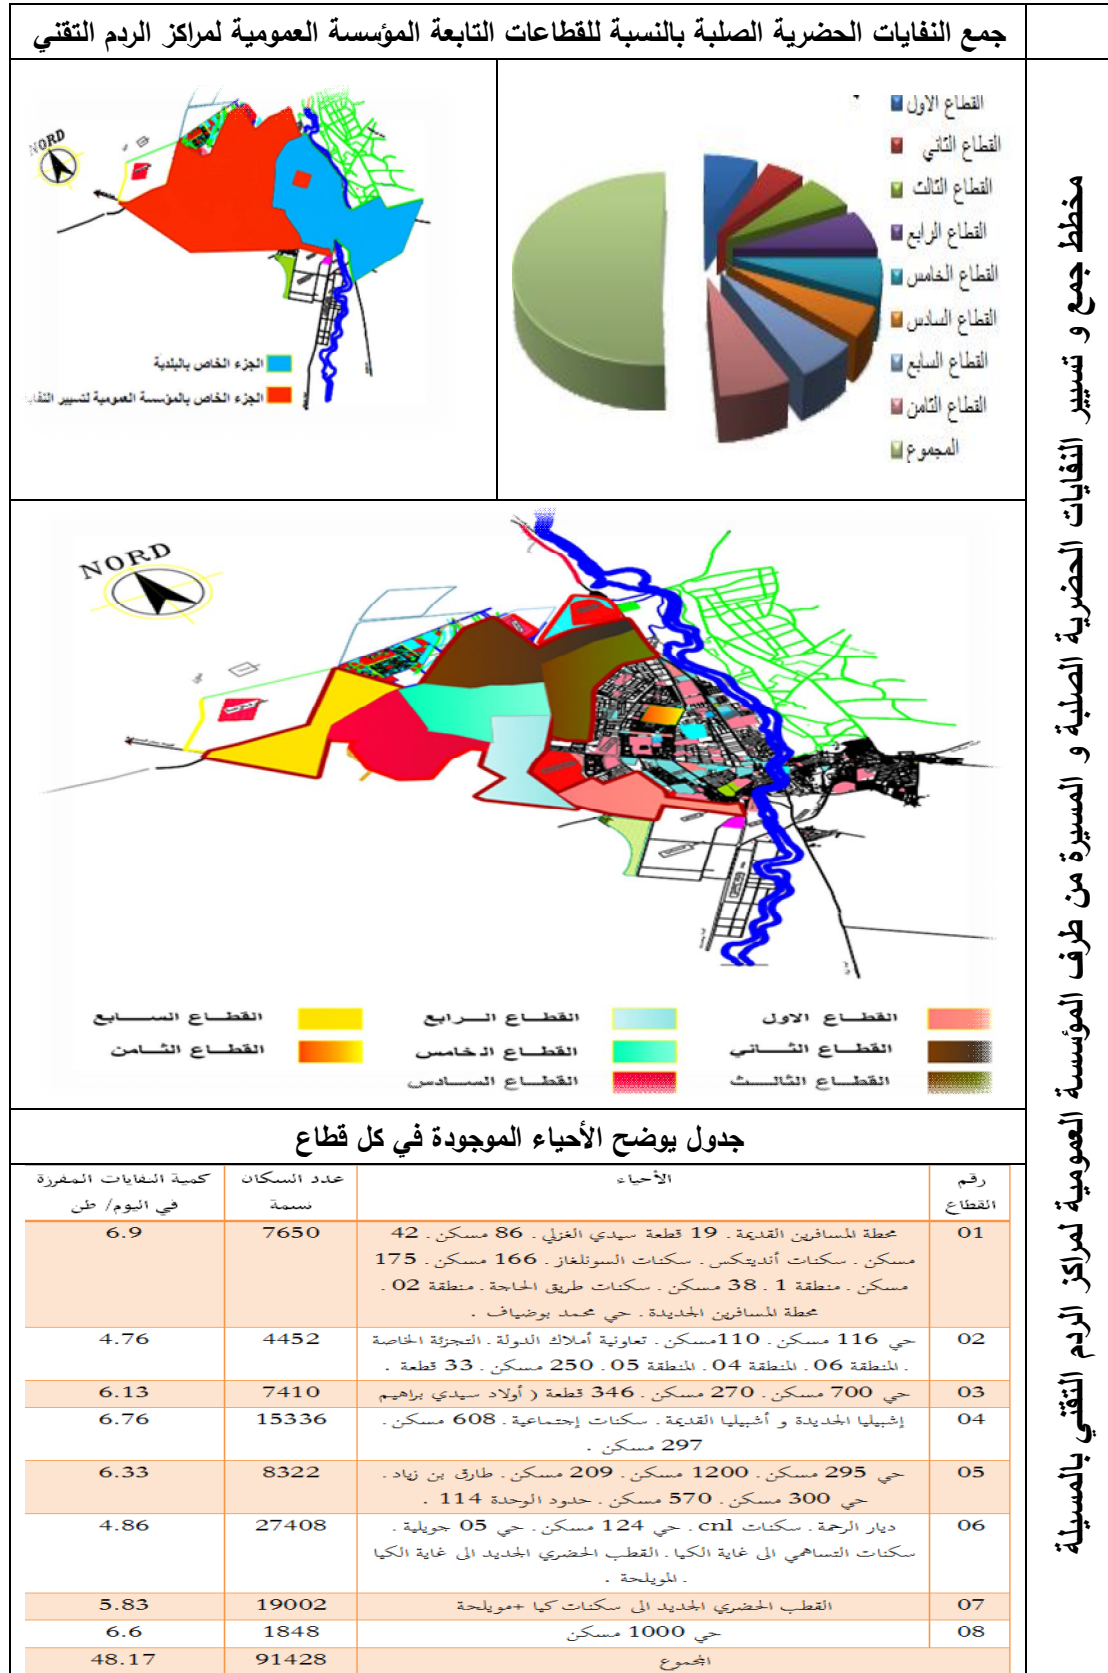 جمع النفايات الحضرية الصلبة بالنسبة للقطاعات التابعة المؤسسة العمومية لمراكز الردم التقني
مخطط جمع و تسيير النفايات الحضرية الصلبة و المسيرة من طرف المؤسسة العمومية لمراكز الردم التقني بالمسيلة
القطاع الاول
القطاع الثاني
القطاع الثالث
القطاع الرابع
القطاع الخامس
القطاع السادس
القطاع السابع
القطاع الثامن
المجموع
NORD
الجزء الخاص بالبلدية
الجزء الخاص بالمؤسسة العمومية لتسيير النفايا
NORD
القطاع الاول
القطاع الثاني
القطاع الثالث
القطاع الرابع
القطاع الخامس
القطاع السادس
القطاع السابع
القطاع الثامن
جدول يوضح الأحياء الموجودة في كل قطاع
رقم القطاع
الأحياء
عدد السكان نسمة
كمية النفايات المفرزة في اليوم/ طن
01
محطة المسافرين القديمة . 19 قطعة سيدي الغزلي . 86 مسكن . 42
مسكن . سكنات أنديتكس . سكنات السونلغاز . 166 مسكن . 175
مسكن . منطقة 1 . 38 مسكن . سكنات طريق الحاجة . منطقة 02 .
محطة المسافرين الجديدة . حي محمد بوضياف .
7650
6.9
02
حي 116 مسكن . 110مسكن . تعاونية أملاك الدولة . التجزئة الخاصة
. المنطقة 06 . المنطقة 04 . المنطقة 05 . 250 مسكن . 33 قطعة .
4452
4.76
03
حي 700 مسكن . 270 مسكن . 346 قطعة ( أولاد سيدي براهيم
7410
6.13
04
إشبيليا الجديدة و أشبيليا القديمة . سكنات إجتماعية . 608 مسكن .
297 مسكن .
15336
6.76
05
حي 295 مسكن . 1200 مسكن . 209 مسكن . طارق بن زياد .
حي 300 مسكن . 570 مسكن . حدود الوحدة 114 .
8322
6.33
06
ديار الرحمة . سكنات cnl . حي 124 مسكن . حي 05 جويلية .
سكنات التساهمي الى غاية الكيا . القطب الحضري الجديد الى غاية الكيا
. المويلحة .
27408
4.86
07
القطب الحضري الجديد الى سكنات كيا +مويلحة
19002
5.83
08
حي 1000 مسكن
1848
6.6
المجموع
91428
48.17